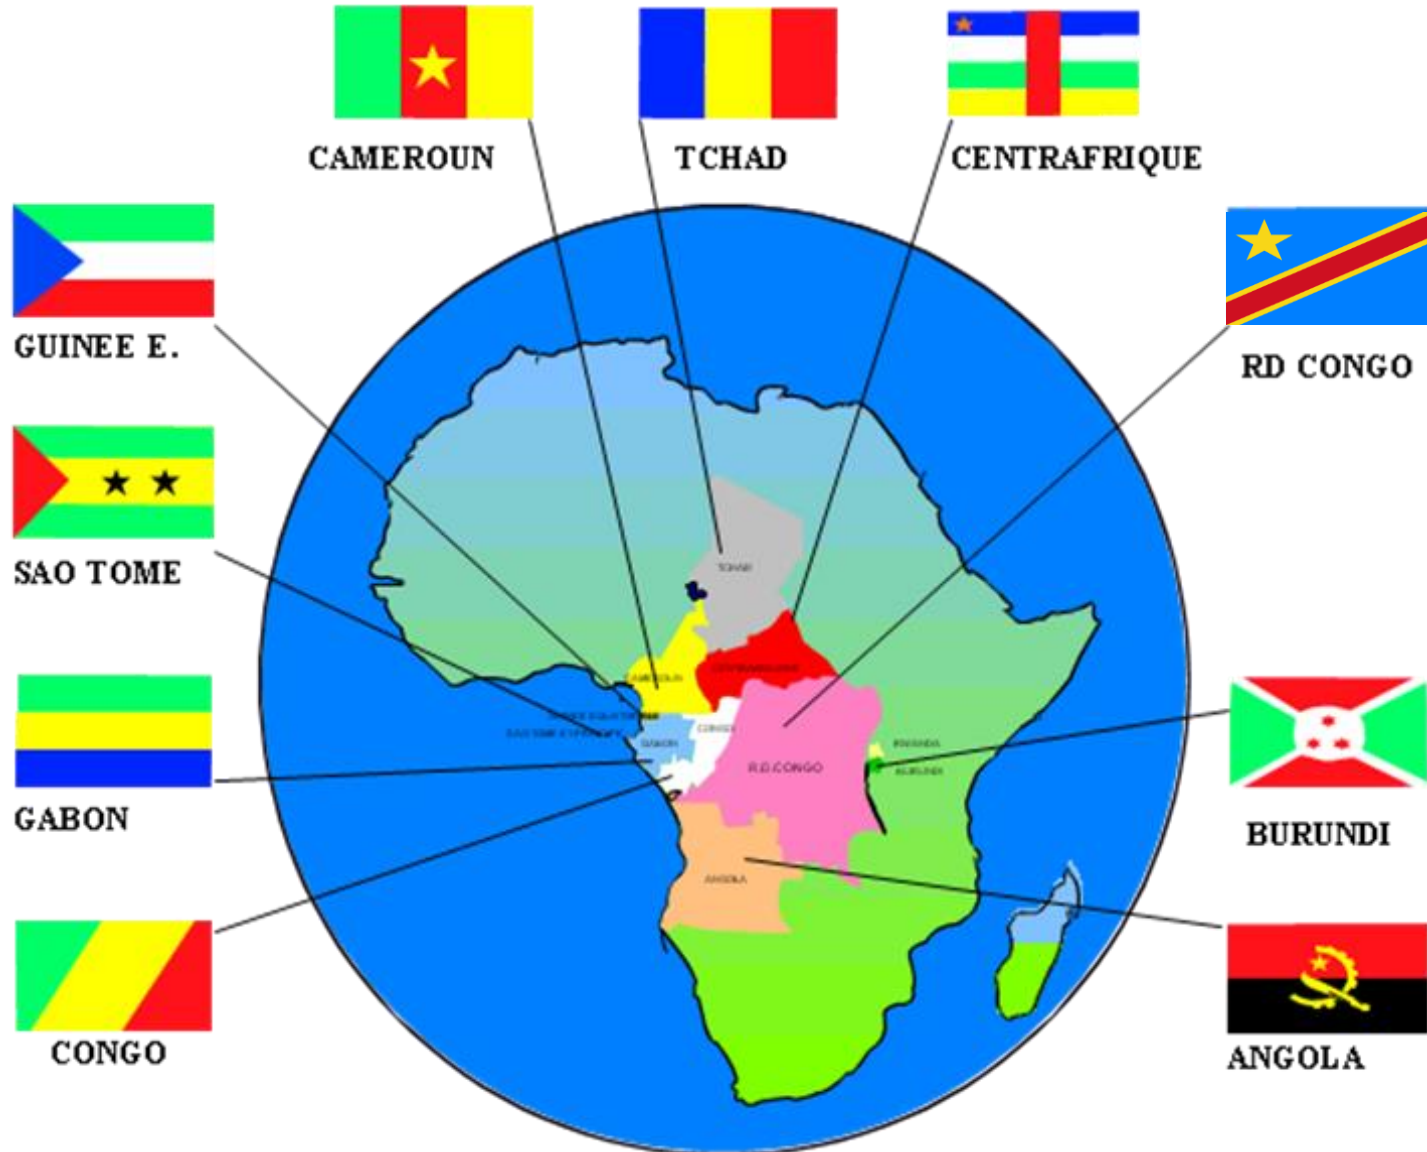 CAMEROUN
TCHAD
CENTRAFRIQUE
GUINEE E.
RD CONGO
SAO TOME
GABON
BURUNDI
CONGO
ANGOLA
TCHAD
CAMEROUN
CONGO
GABON
R.D.CONGO
RWANDA
BURUNDI
ANGOLA